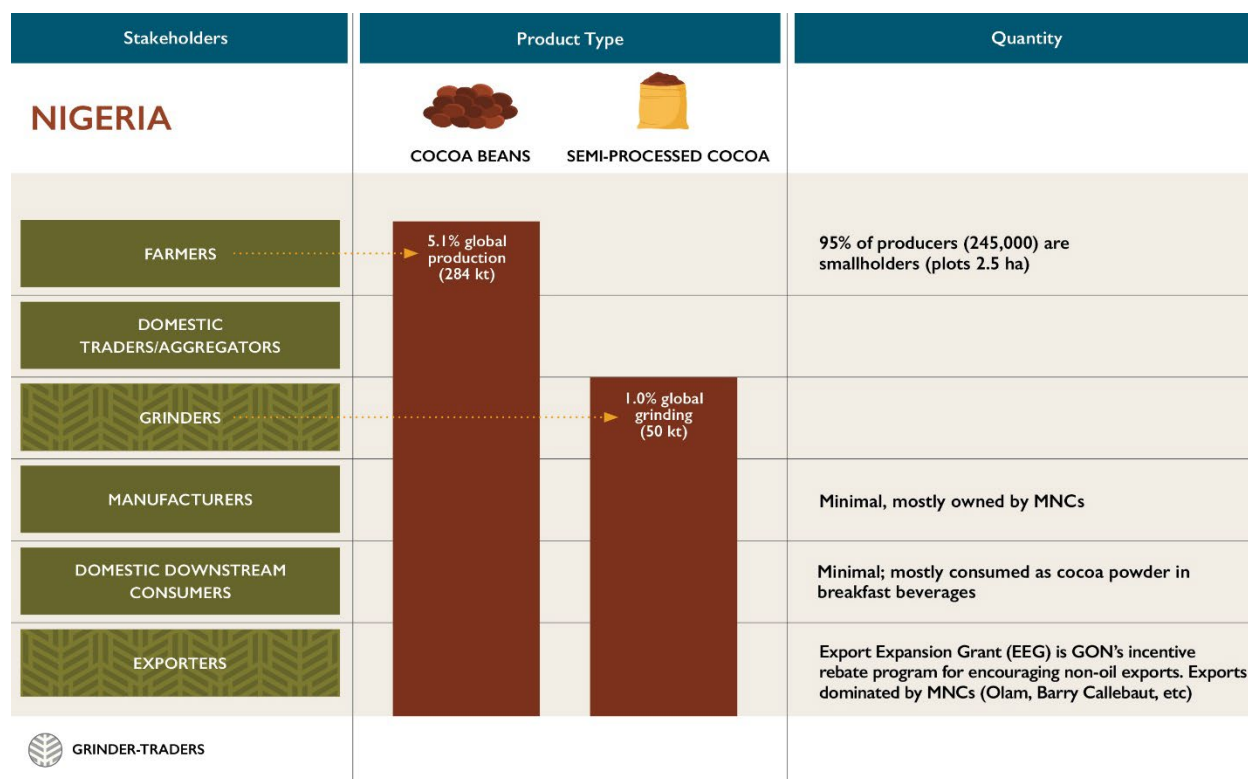 Stakeholders
Product Type
Quantity
NIGERIA
COCOA BEANS
SEMI-PROCESSED COCOA
FARMERS
5.1% global
production
(284 kt)
95% of producers (245,000) are
smallholders (plots 2.5 ha)
DOMESTIC
TRADERS/AGGREGATORS
GRINDERS
1.0% global
grinding
(50 kt)
MANUFACTURERS
Minimal, mostly owned by MNCs
DOMESTIC DOWNSTREAM
CONSUMERS
Minimal; mostly consumed as cocoa powder in
breakfast beverages
EXPORTERS
Export Expansion Grant (EEG) is GON's incentive
rebate program for encouraging non-oil exports. Exports
dominated by MNCs (Olam, Barry Callebaut, etc)
GRINDER-TRADERS